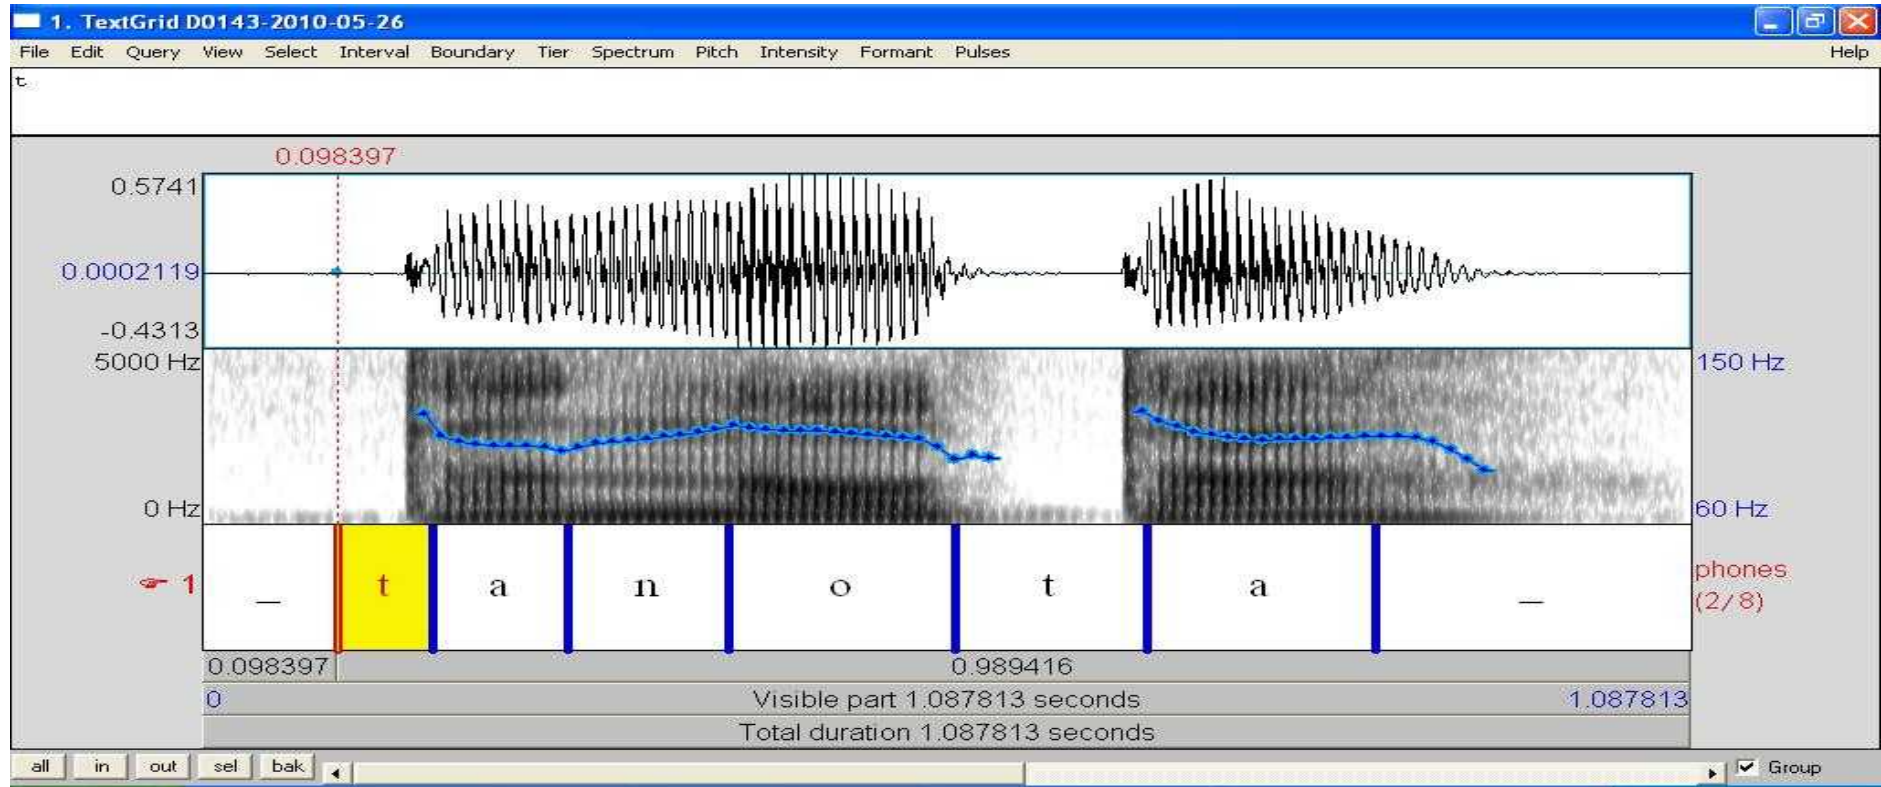 1. TextGrid D0143-2010-05-26
File Edit Query View Select Interval Boundary Tier Spectrum Pitch Intensity Formant Pulses Help
t
0.098397
0.5741
0.0002119
-0.4313
5000 Hz 150 Hz
0 Hz 60 Hz
☞ 1 _ t a n o t a _ phones
(2/8)
0.098397 0.989416
0 Visible part 1.087813 seconds 1.087813
Total duration 1.087813 seconds
all in out sel bak Group